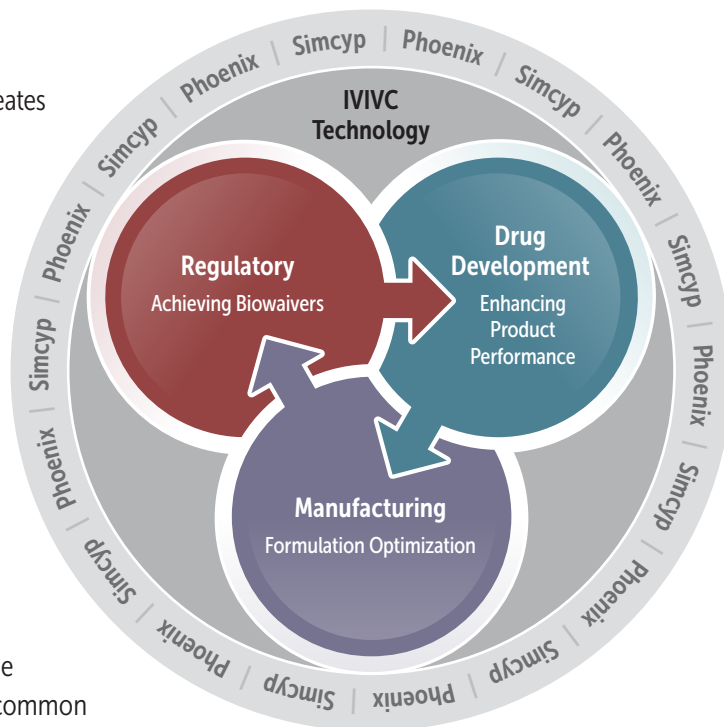 eates
Simcyp | Phoenix | Simcyp | Phoenix | Simcyp | Phoenix | Simcyp | Phoenix | Simcyp | Phoenix | Simcyp | Phoenix | Simcyp | Phoenix | Simcyp | Phoenix | Simcyp | Phoenix |
IVIVC
Technology
Regulatory
Achieving Biowaivers
Drug
Development
Enhancing
Product
Performance
Manufacturing
Formulation Optimization
e
common